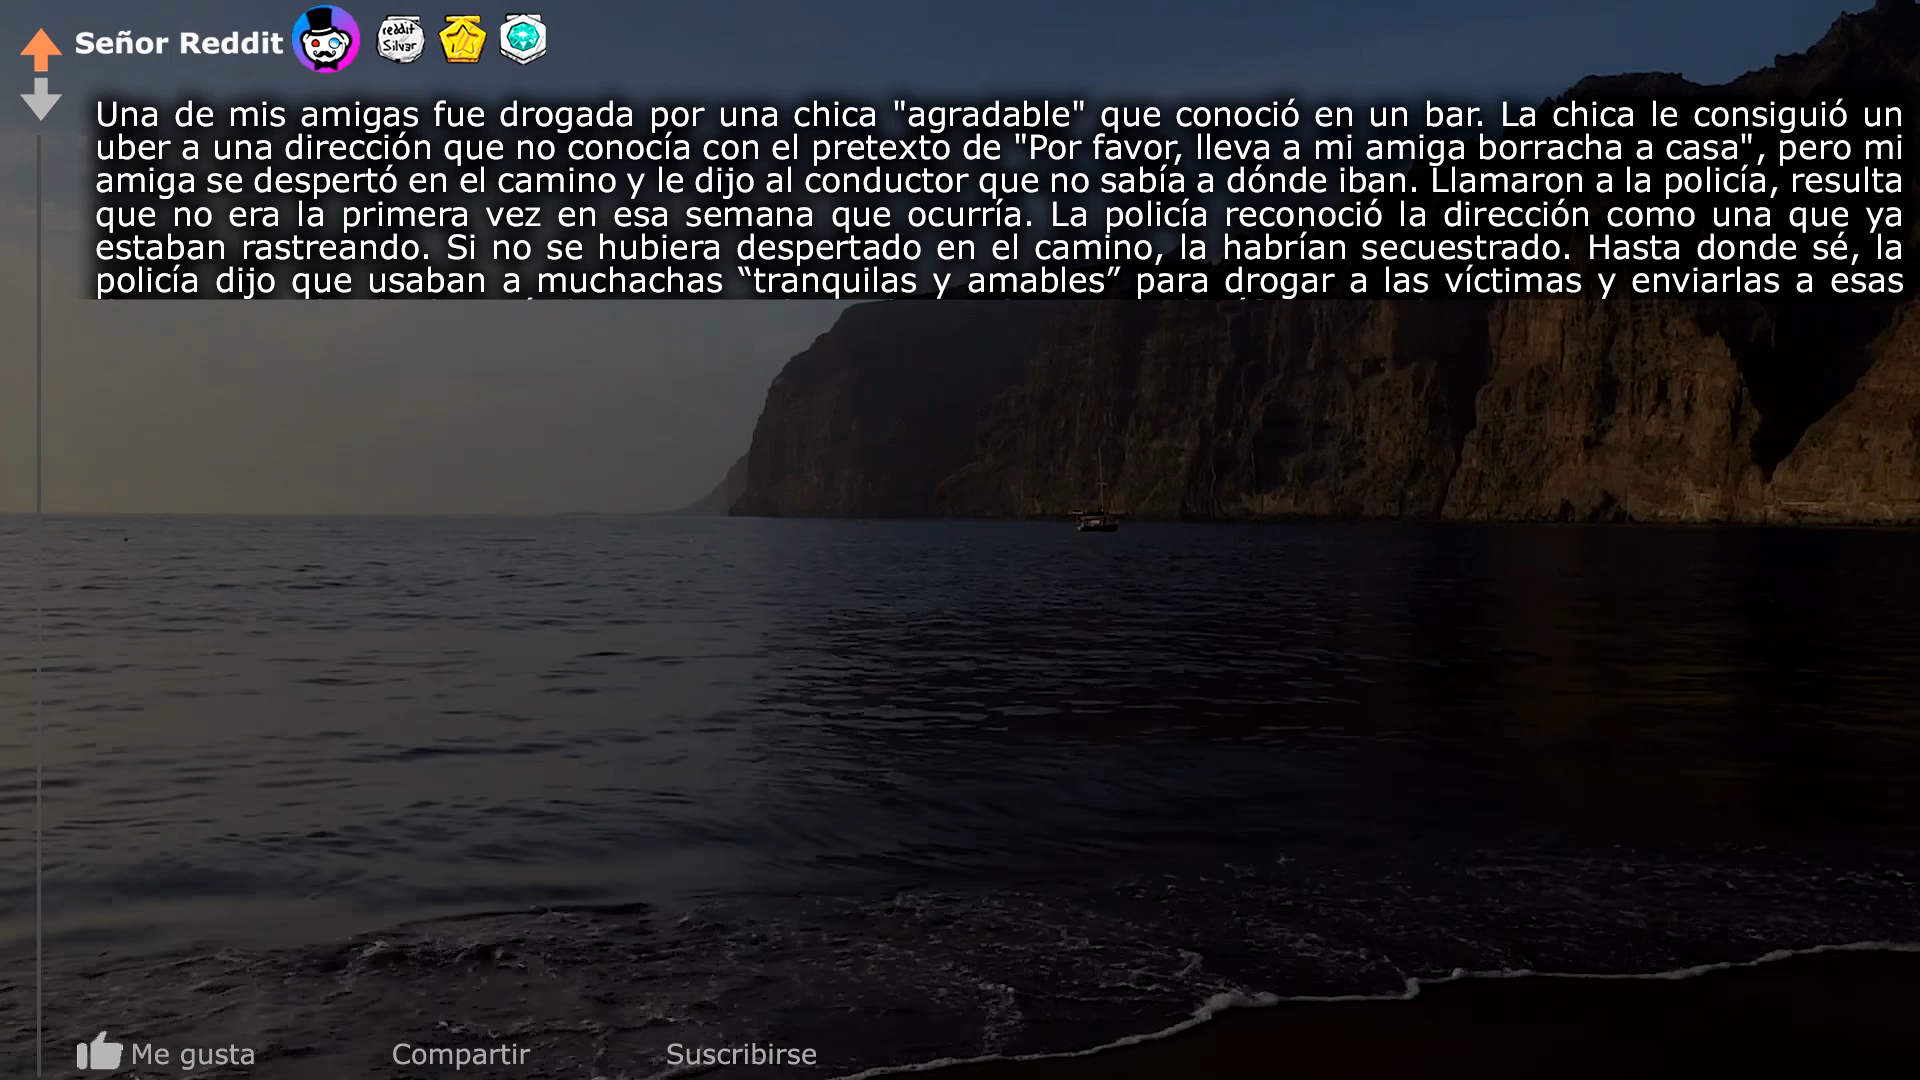 Señor Reddit
reddit
Silver
Una de mis amigas fue drogada por una chica "agradable" que conoció en un bar. La chica le consiguió un
uber a una dirección que no conocía con el pretexto de "Por favor, lleva a mi amiga borracha a casa", pero mi
amiga se despertó en el camino y le dijo al conductor que no sabía a dónde iban. Llamaron a la policía, resulta
que no era la primera vez en esa semana que ocurría. La policía reconoció la dirección como una que ya
estaban rastreando. Si no se hubiera despertado en el camino, la habrían secuestrado. Hasta donde sé, la
policía dijo que usaban a muchachas “tranquilas y amables” para drogar a las víctimas y enviarlas a esas
Me gusta
Compartir
Suscribirse